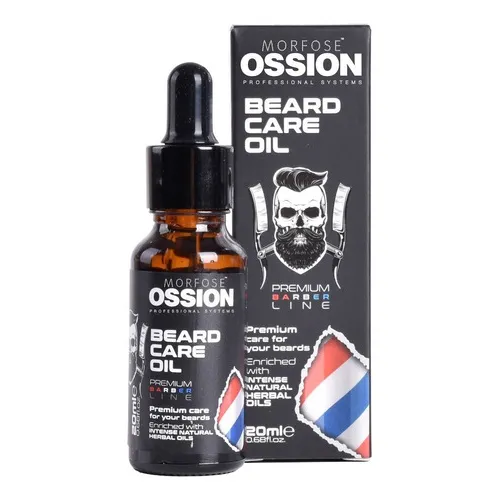 MORFOSE™
OSSION
PROFESSIONAL SYSTEMS
BEARD
CARE
OIL
PREMIUM
BARBER
LINE
Premium
care for
your beards
Enriched
with
INTENSE
NATURAL
HERBAL
OILS
20ml℮
0.68fl.oz.
MORFOSE
OSSION
PROFESSIONAL SYSTEMS
BEARD
CARE
OIL
PREMIUM
BARBER
LINE
Premium care
for your beards
Enriched with
INTENSE NATURAL
HERBAL OILS
20ml℮